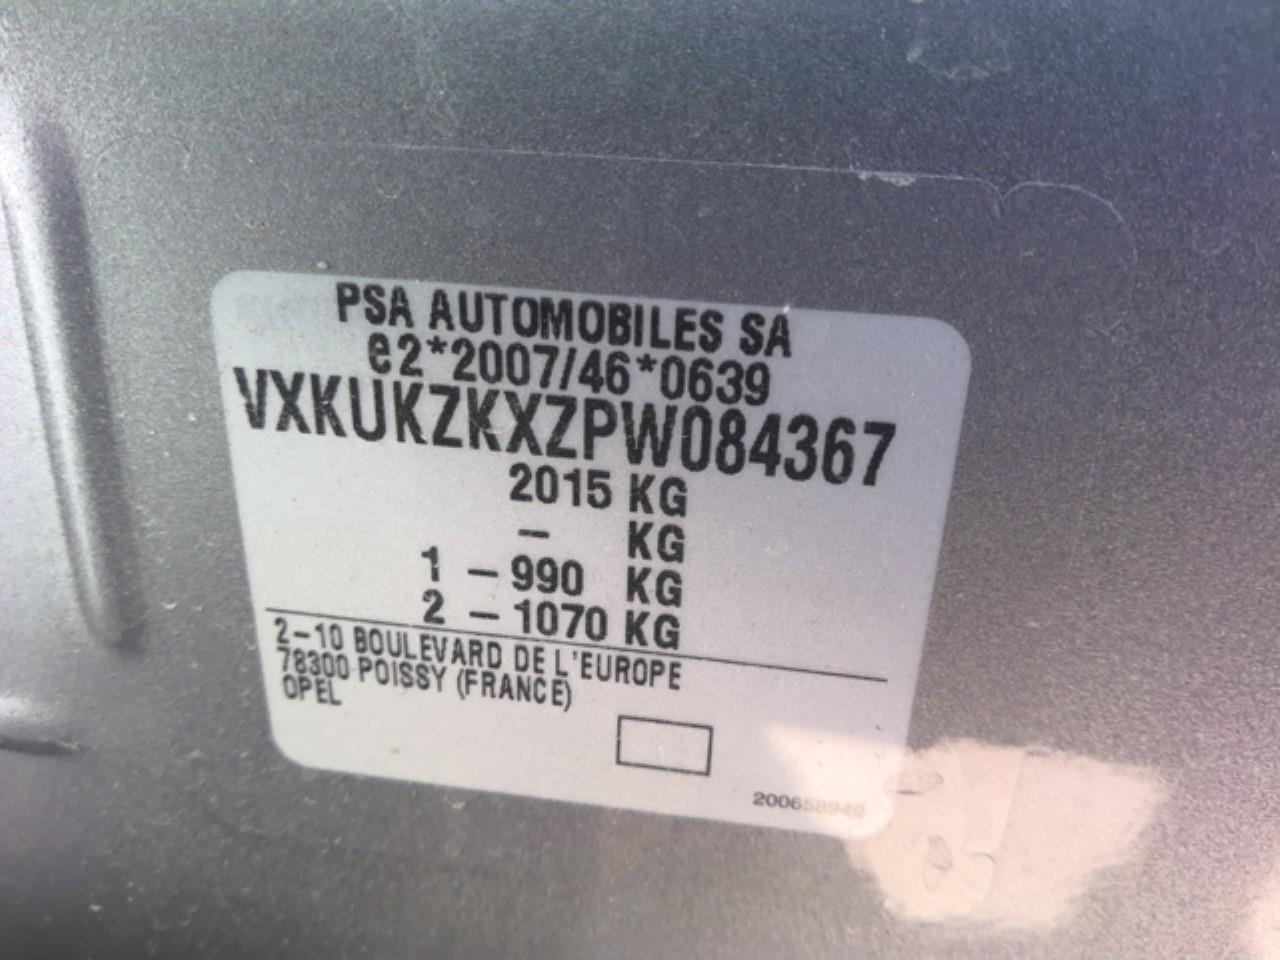 PSA AUTOMOBILES SA
e2*2007/46*0639
VXKUKZKXZPW084367
2015 KG
- KG
1 - 990 KG
2 - 1070 KG
2-10 BOULEVARD DE L'EUROPE
78300 POISSY (FRANCE)
OPEL
200658949